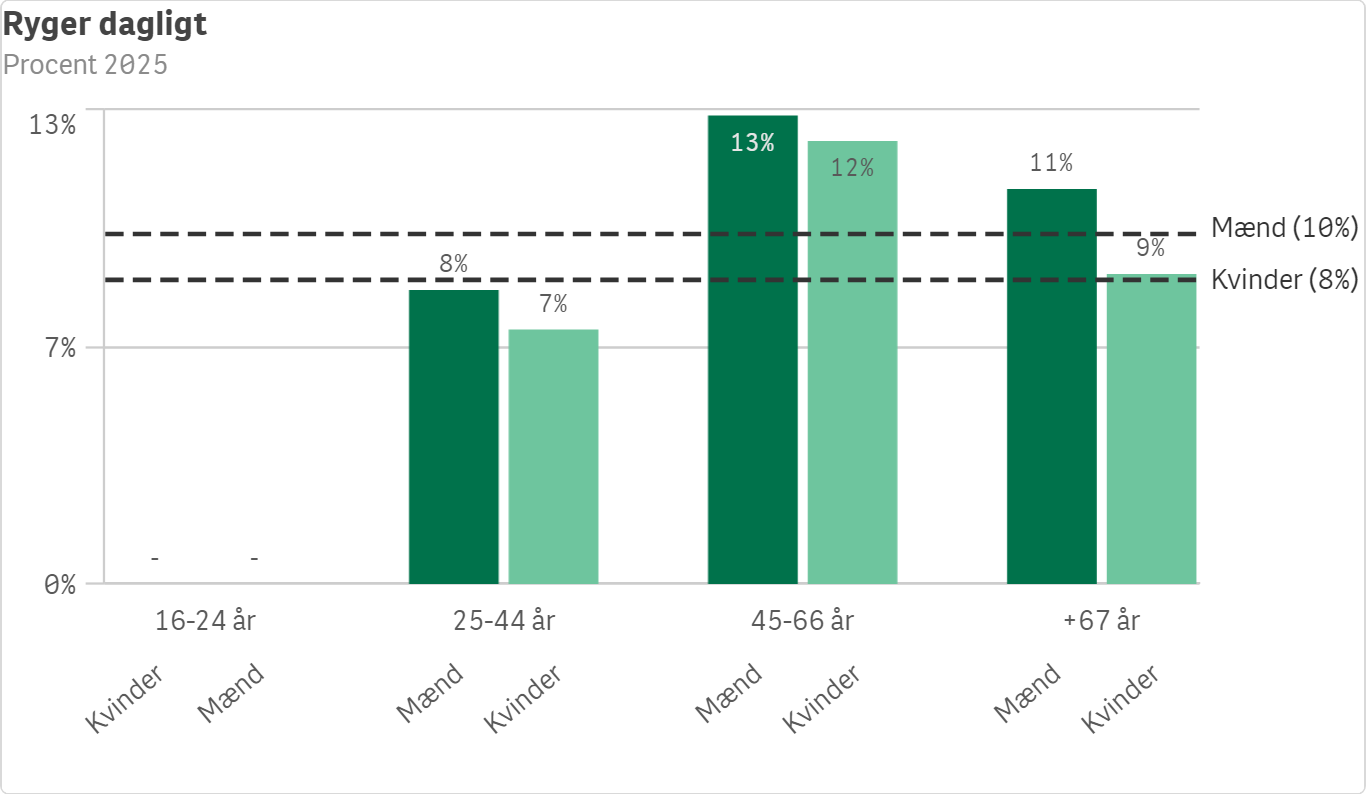 Ryger dagligt
Procent 2025
13%
13%
12%
11%
Mænd (10%)
9%
8%
Kvinder (8%)
7%
7%
-
-
0%
16-24 år
25-44 år
45-66 år
+67 år
Kvinder
Mænd
Mænd
Kvinder
Mænd
Kvinder
Mænd
Kvinder